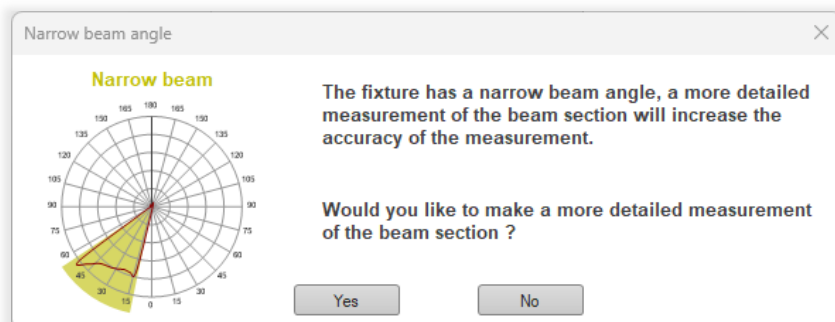 Narrow beam angle
Narrow beam
180
165 165
150 150
135 135
120 120
105 105
90 90
75 75
60 60
45 45
30 30
15 15
0
The fixture has a narrow beam angle, a more detailed
measurement of the beam section will increase the
accuracy of the measurement.
Would you like to make a more detailed measurement
of the beam section ?
Yes No